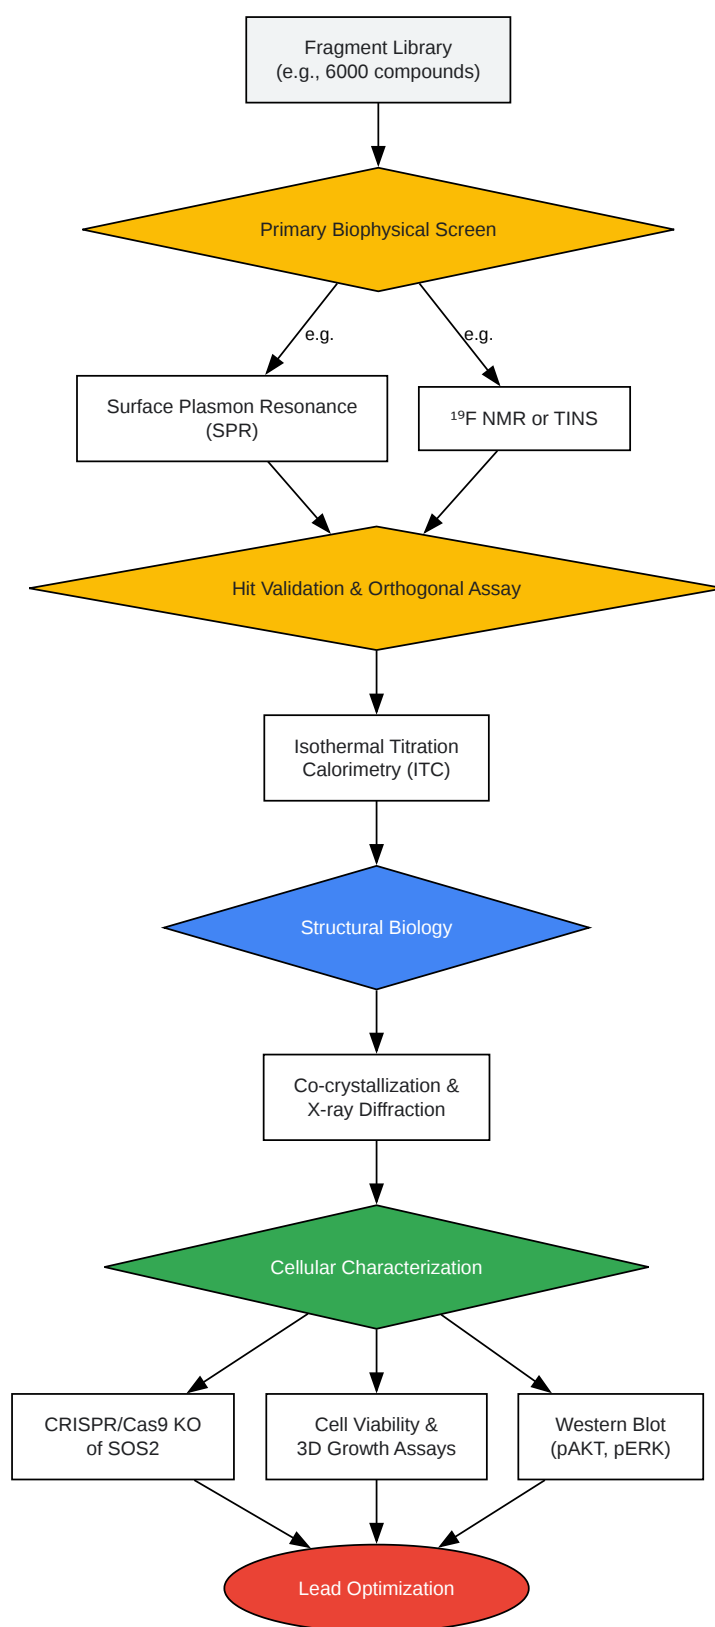 Fragment Library
(e.g., 6000 compounds)
Primary Biophysical Screen
e.g.
e.g.
Surface Plasmon Resonance
(SPR)
¹⁹F NMR or TINS
Hit Validation & Orthogonal Assay
Isothermal Titration
Calorimetry (ITC)
Structural Biology
Co-crystallization &
X-ray Diffraction
Cellular Characterization
CRISPR/Cas9 KO
of SOS2
Cell Viability &
3D Growth Assays
Western Blot
(pAKT, pERK)
Lead Optimization